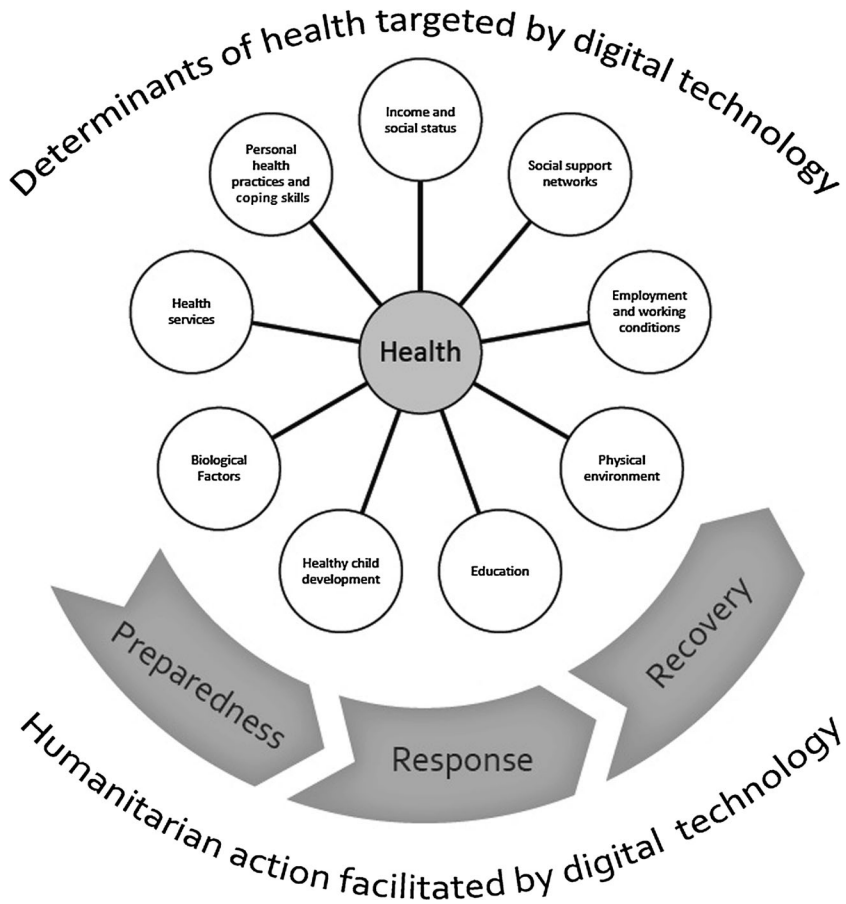 Determinants of health targeted by digital technology
Income and
social status
Social support
networks
Employment
and working
conditions
Physical
environment
Education
Healthy child
development
Biological
Factors
Health
services
Personal
health
practices and
coping skills
Health
Preparedness
Response
Recovery
Humanitarian action facilitated by digital technology